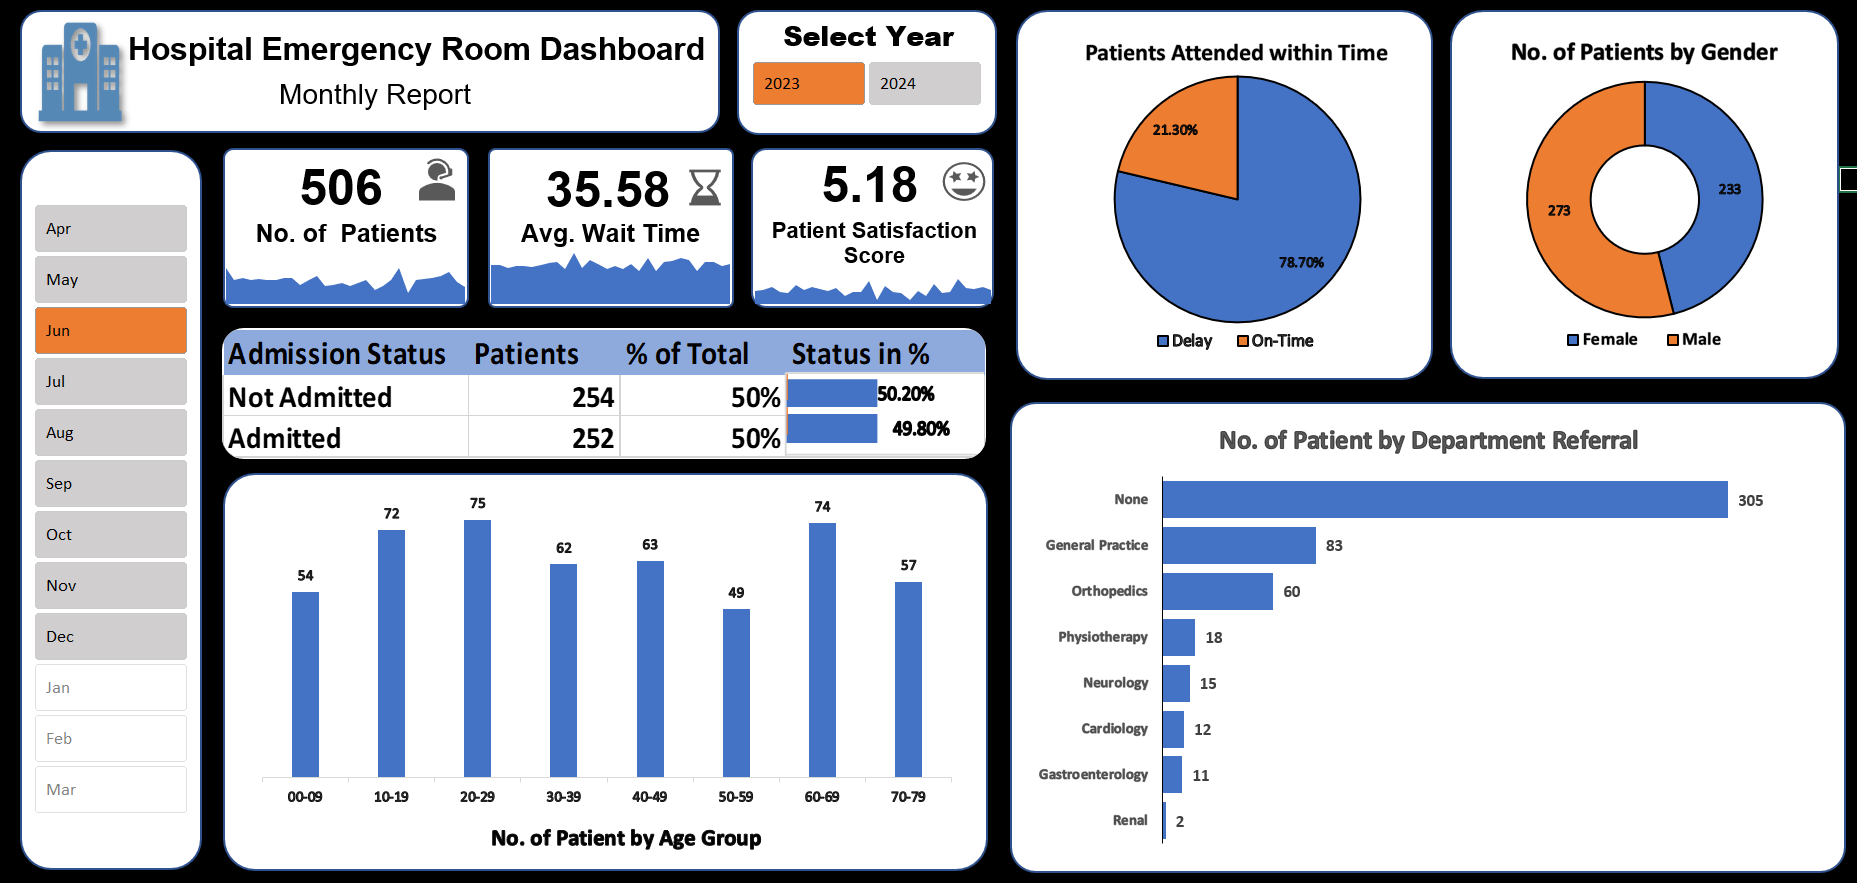 Hospital Emergency Room Dashboard
Monthly Report
Select Year
2023 2024
Apr
May
Jun
Jul
Aug
Sep
Oct
Nov
Dec
Jan
Feb
Mar
506
No. of Patients
35.58
Avg. Wait Time
5.18
Patient Satisfaction
Score
Admission Status Patients % of Total Status in %
Not Admitted 254 50% 50.20%
Admitted 252 50% 49.80%
54 72 75 62 63 49 74 57
00-09 10-19 20-29 30-39 40-49 50-59 60-69 70-79
No. of Patient by Age Group
Patients Attended within Time
21.30%
78.70%
Delay On-Time
No. of Patients by Gender
233
273
Female Male
No. of Patient by Department Referral
None 305
General Practice 83
Orthopedics 60
Physiotherapy 18
Neurology 15
Cardiology 12
Gastroenterology 11
Renal 2